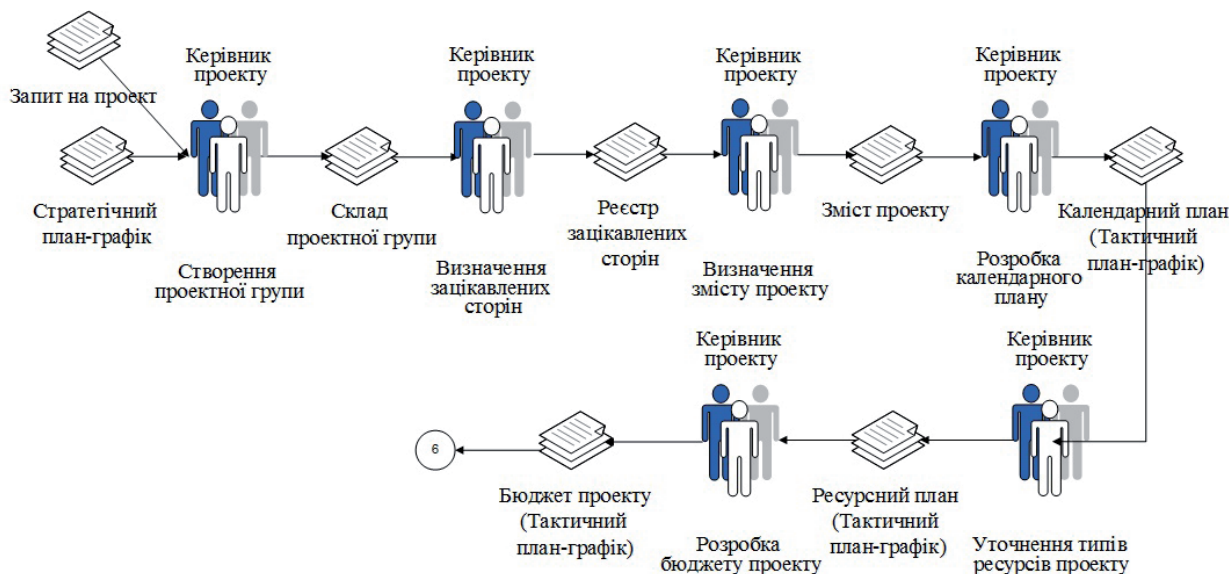 Запит на проект
Керівник
проекту
Керівник
проекту
Керівник
проекту
Керівник
проекту
Стратегічний
план-графік
Створення
проектної групи
Склад
проектної групи
Визначення
зацікавлених
сторін
Реєстр
зацікавлених
сторін
Визначення
змісту проекту
Зміст проекту
Розробка
календарного
плану
Календарний план
(Тактичний
план-графік)
Керівник
проекту
Керівник
проекту
6
Бюджет проекту
(Тактичний
план-графік)
Розробка
бюджету проекту
Ресурсний план
(Тактичний
план-графік)
Уточнення типів
ресурсів проекту